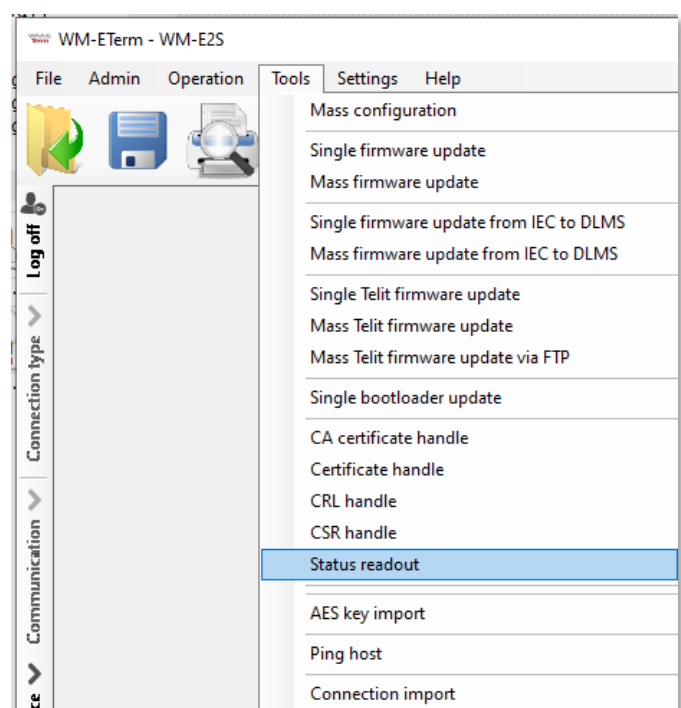 WM-ETerm - WM-E2S
File Admin Operation Tools Settings Help
Mass configuration
Single firmware update
Mass firmware update
Single firmware update from IEC to DLMS
Mass firmware update from IEC to DLMS
Single Telit firmware update
Mass Telit firmware update
Mass Telit firmware update via FTP
Single bootloader update
CA certificate handle
Certificate handle
CRL handle
CSR handle
Status readout
AES key import
Ping host
Connection import
Log off
Connection type
Communication